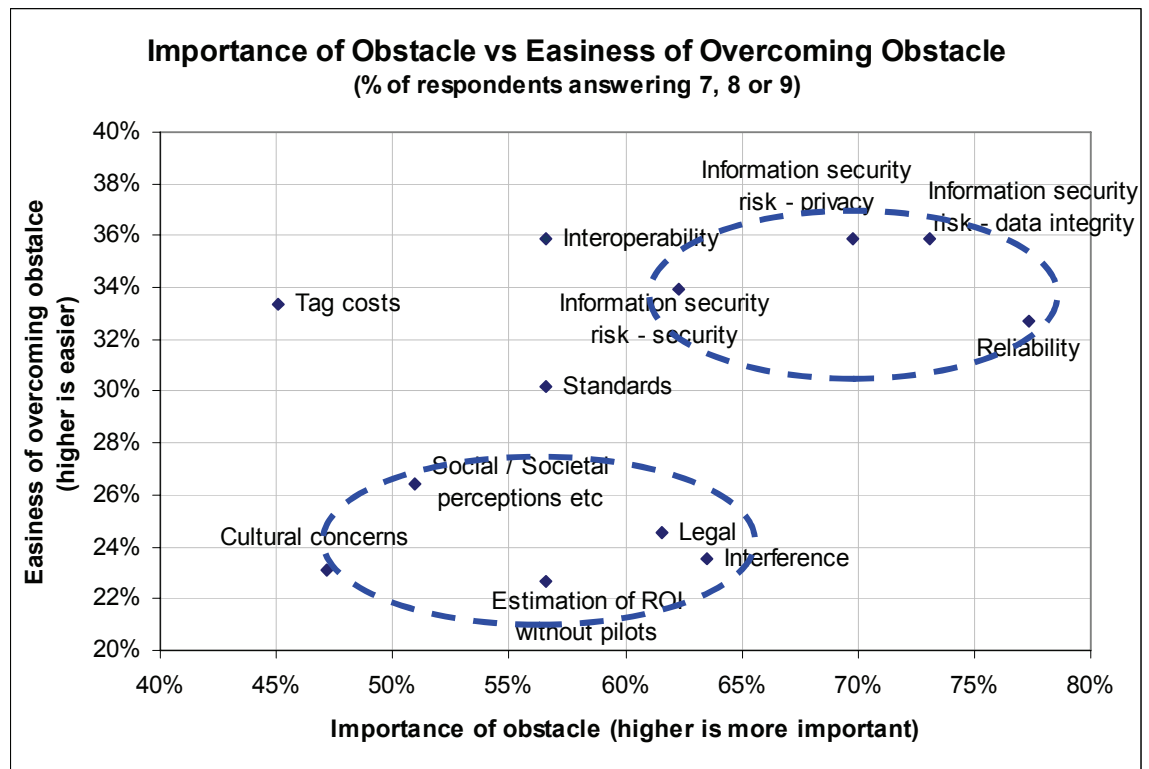 Importance of Obstacle vs Easiness of Overcoming Obstacle
(% of respondents answering 7, 8 or 9)
Easiness of overcoming obstalce
(higher is easier)
40%
38%
36%
34%
32%
30%
28%
26%
24%
22%
20%
Information security
risk - privacy
Information security
risk - data integrity
Interoperability
Tag costs
Information security
risk - security
Reliability
Standards
Social / Societal
perceptions etc
Cultural concerns
Legal
Interference
Estimation of ROI
without pilots
40%
45%
50%
55%
60%
65%
70%
75%
80%
Importance of obstacle (higher is more important)